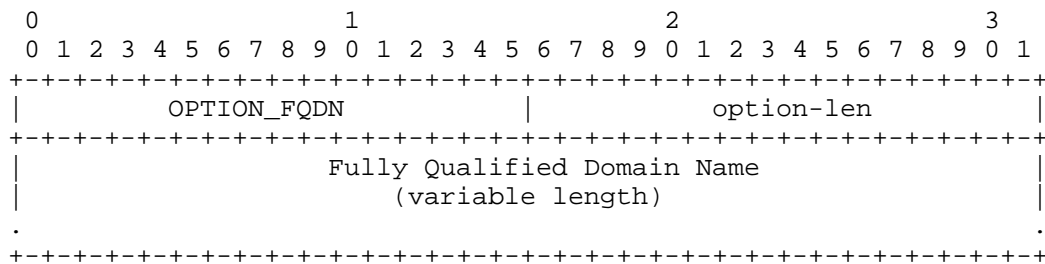 0                   1                   2                   3
 0 1 2 3 4 5 6 7 8 9 0 1 2 3 4 5 6 7 8 9 0 1 2 3 4 5 6 7 8 9 0 1
+-+-+-+-+-+-+-+-+-+-+-+-+-+-+-+-+-+-+-+-+-+-+-+-+-+-+-+-+-+-+-+-+
|         OPTION_FQDN           |           option-len          |
+-+-+-+-+-+-+-+-+-+-+-+-+-+-+-+-+-+-+-+-+-+-+-+-+-+-+-+-+-+-+-+-+
|                   Fully Qualified Domain Name                 |
|                       (variable length)                       |
.                                                               .
+-+-+-+-+-+-+-+-+-+-+-+-+-+-+-+-+-+-+-+-+-+-+-+-+-+-+-+-+-+-+-+-+